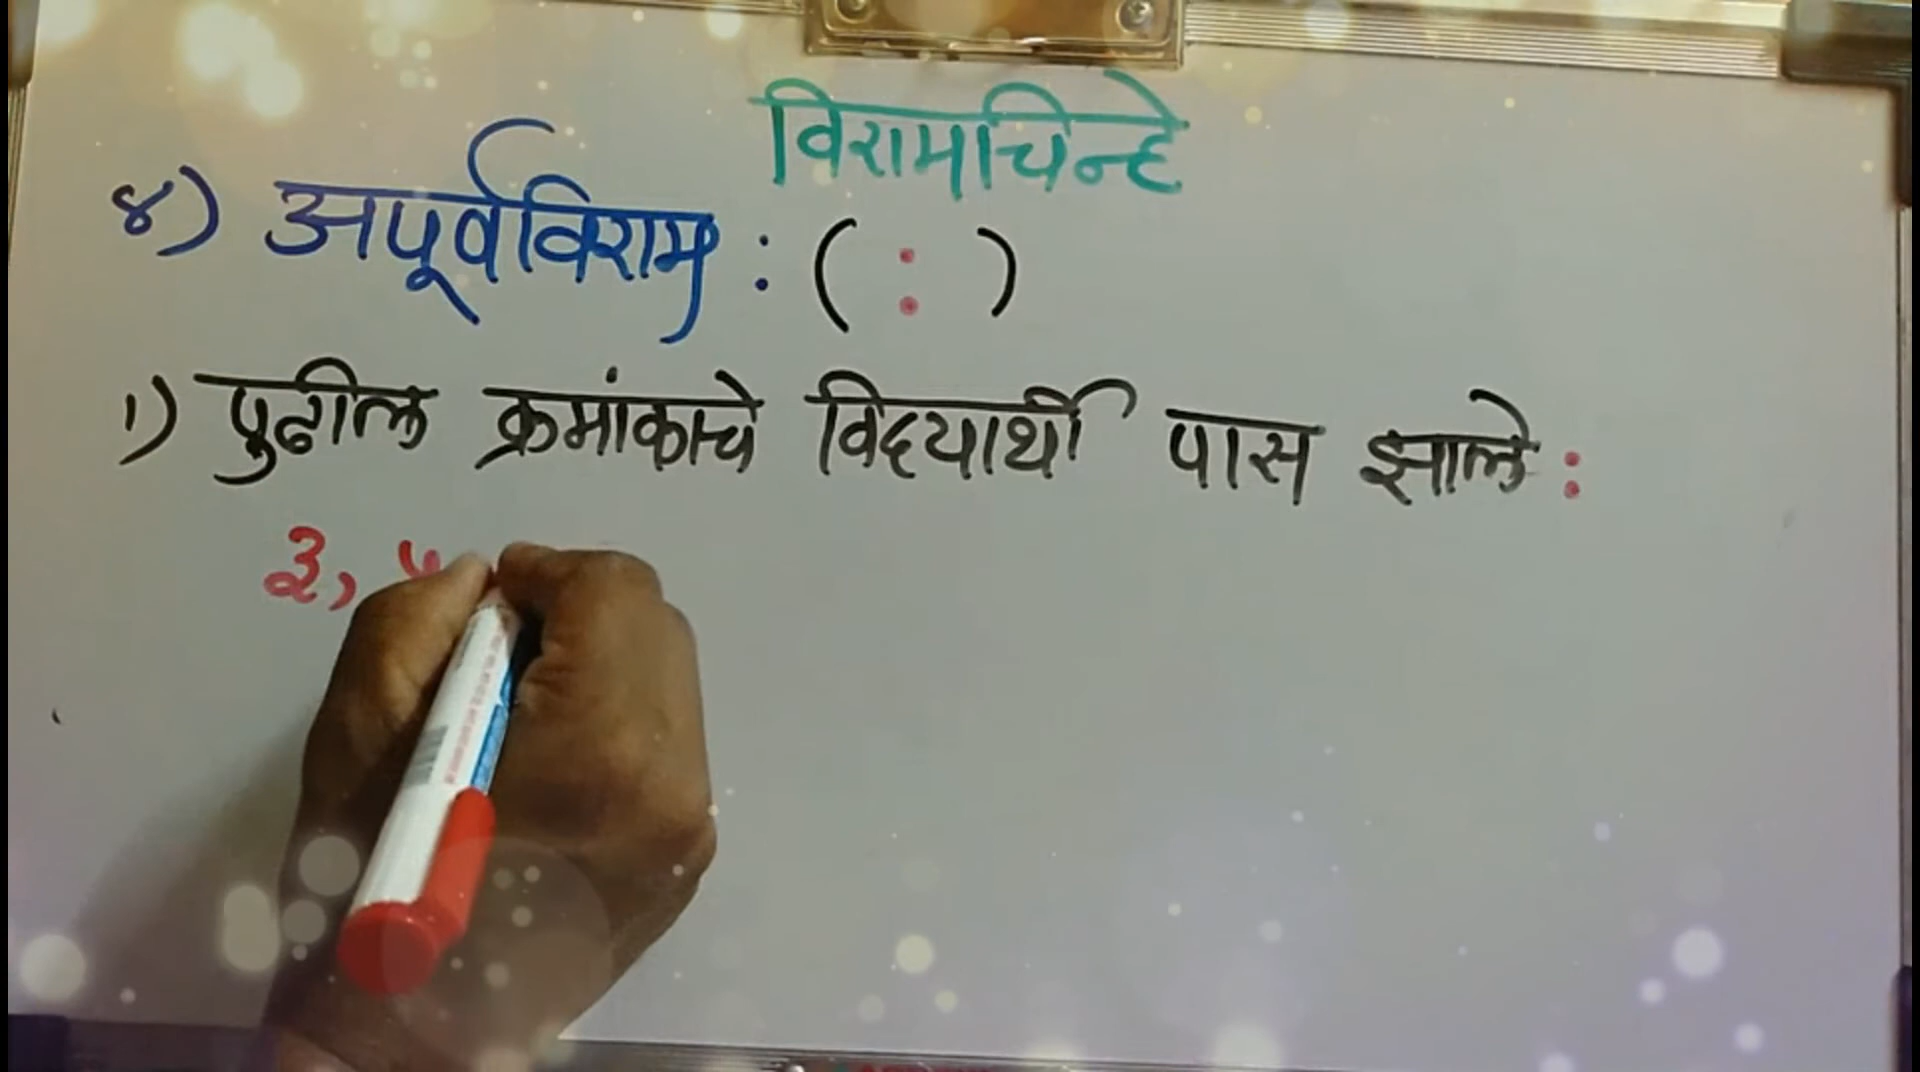 विरामचिन्हे
४) अपूर्णविराम : ( : )
१) पुढील क्रमांकाचे विद्यार्थी पास झाले :
३,